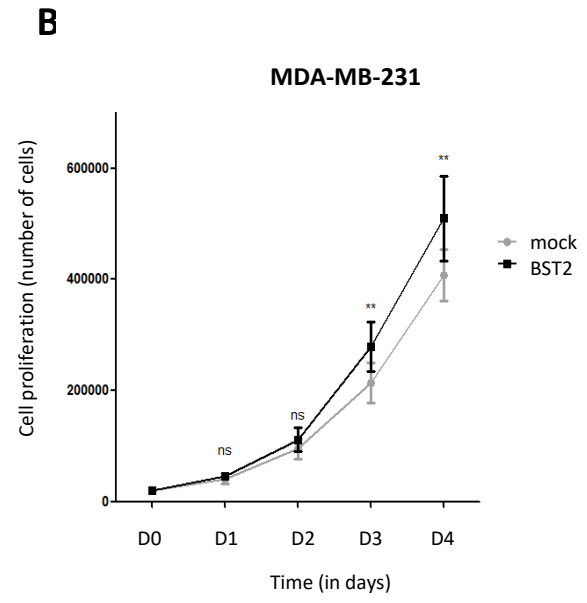 B
MDA-MB-231
Cell proliferation (number of cells)
600000
400000
200000
0
ns
ns
**
**
mock
BST2
D0 D1 D2 D3 D4
Time (in days)